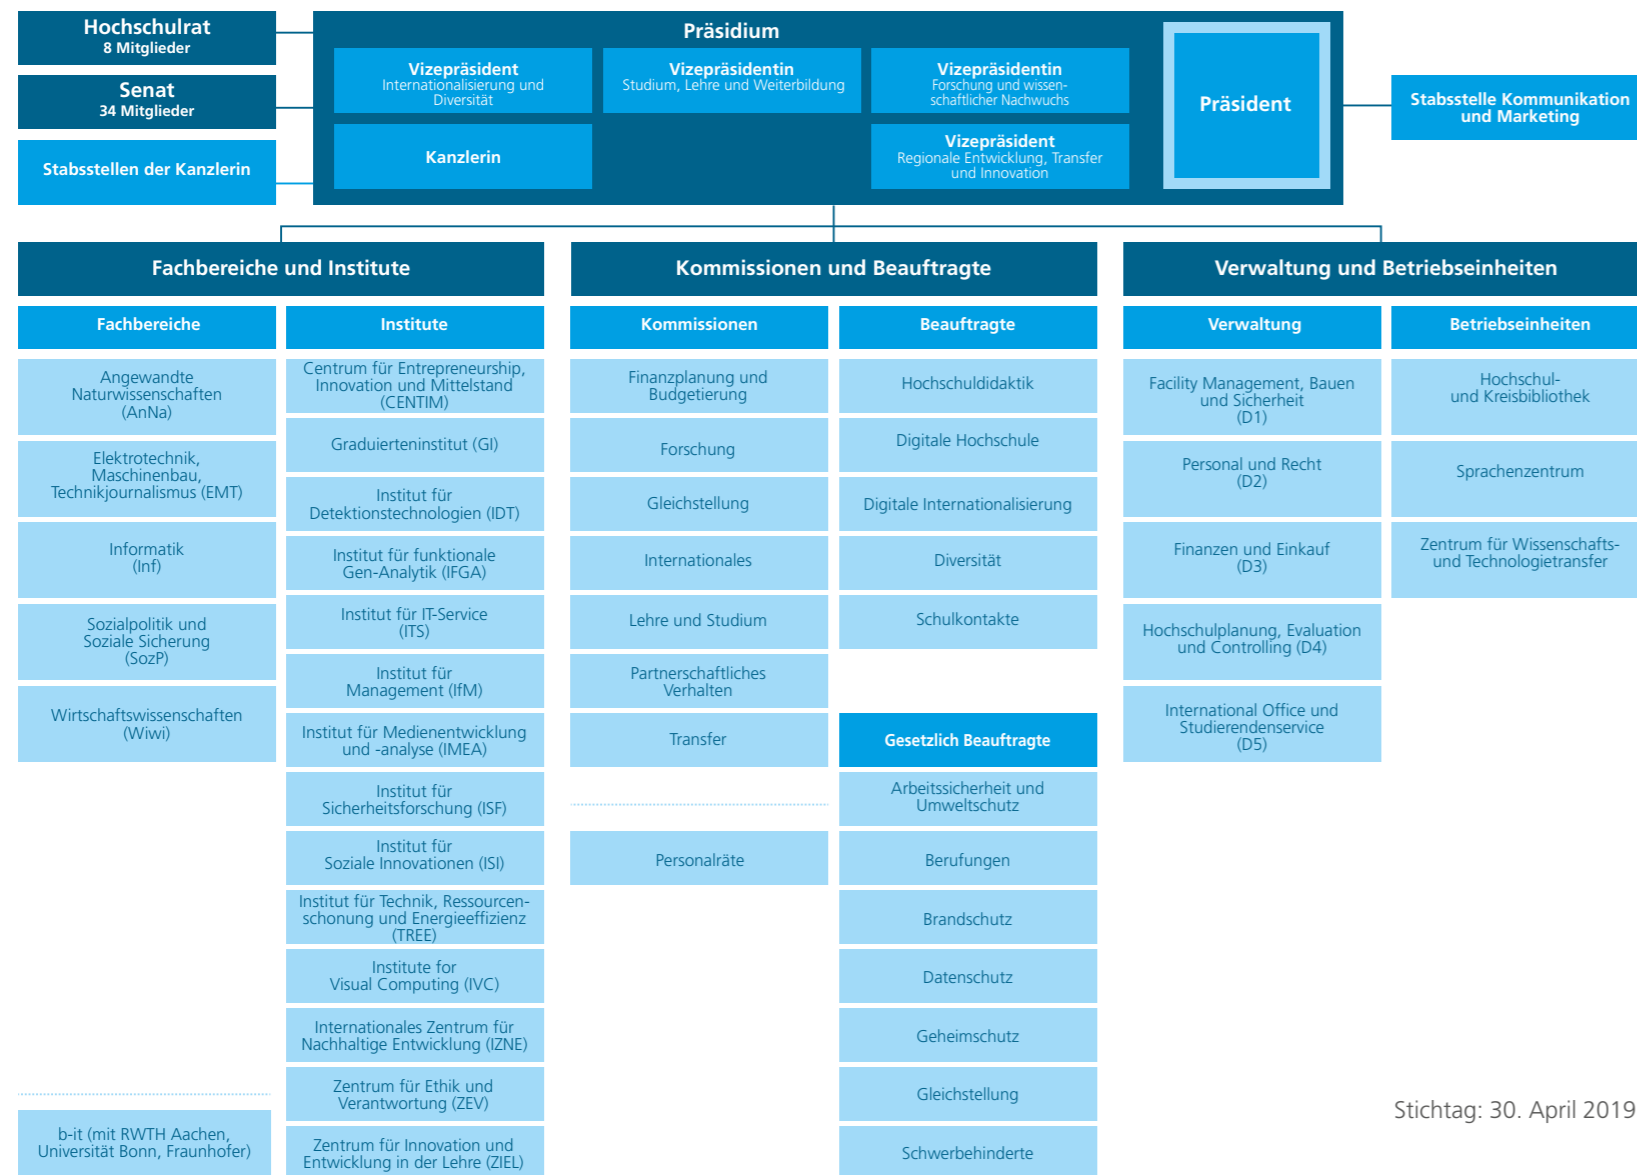 Hochschulrat
8 Mitglieder
Senat
34 Mitglieder
Stabsstellen der Kanzlerin
Präsidium
Vizepräsident
Internationalisierung und
Diversität
Vizepräsidentin
Studium, Lehre und Weiterbildung
Vizepräsidentin
Forschung und wissen-
schaftlicher Nachwuchs
Kanzlerin
Vizepräsident
Regionale Entwicklung, Transfer
und Innovation
Präsident
Stabsstelle Kommunikation
und Marketing
Fachbereiche und Institute
Fachbereiche
Angewandte
Naturwissenschaften
(AnNa)
Elektrotechnik,
Maschinenbau,
Technikjournalismus (EMT)
Informatik
(Inf)
Sozialpolitik und
Soziale Sicherung
(SozP)
Wirtschaftswissenschaften
(Wiwi)
b-it (mit RWTH Aachen,
Universität Bonn, Fraunhofer)
Institute
Centrum für Entrepreneurship,
Innovation und Mittelstand
(CENTIM)
Graduierteninstitut (GI)
Institut für
Detektionstechnologien (IDT)
Institut für funktionale
Gen-Analytik (IFGA)
Institut für IT-Service
(ITS)
Institut für
Management (IfM)
Institut für Medienentwicklung
und -analyse (IMEA)
Institut für
Sicherheitsforschung (ISF)
Institut für
Soziale Innovationen (ISI)
Institut für Technik, Ressourcen-
schonung und Energieeffizienz
(TREE)
Institute for
Visual Computing (IVC)
Internationales Zentrum für
Nachhaltige Entwicklung (IZNE)
Zentrum für Ethik und
Verantwortung (ZEV)
Zentrum für Innovation und
Entwicklung in der Lehre (ZIEL)
Kommissionen und Beauftragte
Kommissionen
Finanzplanung und
Budgetierung
Forschung
Gleichstellung
Internationales
Lehre und Studium
Partnerschaftliches
Verhalten
Transfer
Personalräte
Beauftragte
Hochschuldidaktik
Digitale Hochschule
Digitale Internationalisierung
Diversität
Schulkontakte
Gesetzlich Beauftragte
Arbeitssicherheit und
Umweltschutz
Berufungen
Brandschutz
Datenschutz
Geheimschutz
Gleichstellung
Schwerbehinderte
Verwaltung und Betriebseinheiten
Verwaltung
Facility Management, Bauen
und Sicherheit
(D1)
Personal und Recht
(D2)
Finanzen und Einkauf
(D3)
Hochschulplanung, Evaluation
und Controlling (D4)
International Office und
Studierendenservice
(D5)
Betriebseinheiten
Hochschul-
und Kreisbibliothek
Sprachenzentrum
Zentrum für Wissenschafts-
und Technologietransfer
Stichtag: 30. April 2019